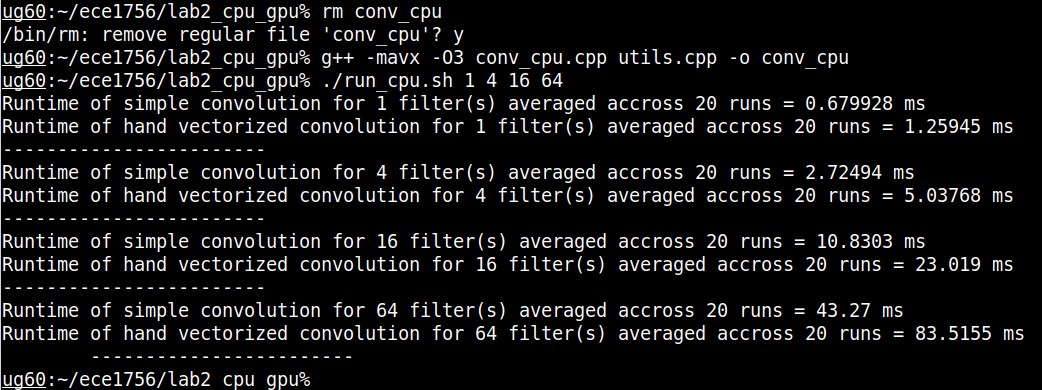 ug60:~/ece1756/lab2_cpu_gpu% rm conv_cpu
/bin/rm: remove regular file 'conv_cpu'? y
ug60:~/ece1756/lab2_cpu_gpu% g++ -mavx -O3 conv_cpu.cpp utils.cpp -o conv_cpu
ug60:~/ece1756/lab2_cpu_gpu% ./run_cpu.sh 1 4 16 64
Runtime of simple convolution for 1 filter(s) averaged accross 20 runs = 0.679928 ms
Runtime of hand vectorized convolution for 1 filter(s) averaged accross 20 runs = 1.25945 ms
------------------------
Runtime of simple convolution for 4 filter(s) averaged accross 20 runs = 2.72494 ms
Runtime of hand vectorized convolution for 4 filter(s) averaged accross 20 runs = 5.03768 ms
------------------------
Runtime of simple convolution for 16 filter(s) averaged accross 20 runs = 10.8303 ms
Runtime of hand vectorized convolution for 16 filter(s) averaged accross 20 runs = 23.019 ms
------------------------
Runtime of simple convolution for 64 filter(s) averaged accross 20 runs = 43.27 ms
Runtime of hand vectorized convolution for 64 filter(s) averaged accross 20 runs = 83.5155 ms
------------------------
ug60:~/ece1756/lab2_cpu_gpu%